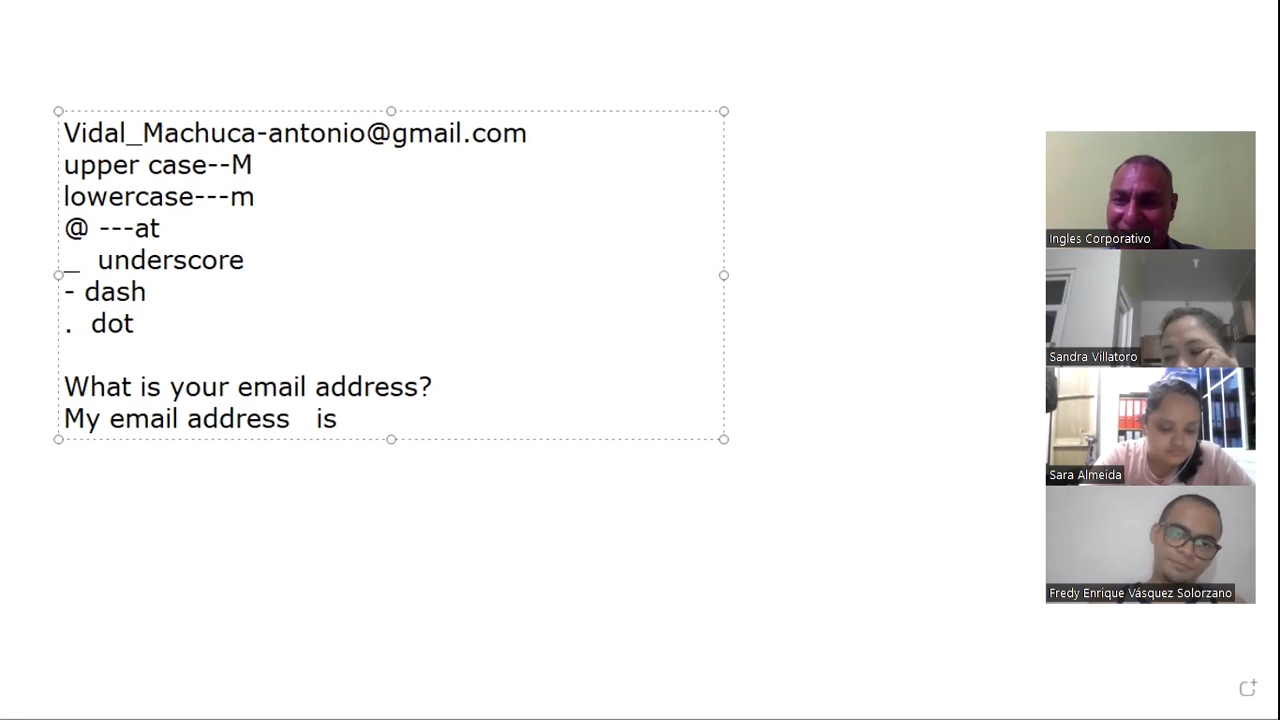 Vidal_Machuca-antonio@gmail.com
upper case--M
lowercase---m
@ ---at
_  underscore
- dash
.  dot
What is your email address?
My email address   is
Ingles Corporativo
Sandra Villatoro
Sara Almeida
Fredy Enrique Vásquez Solorzano